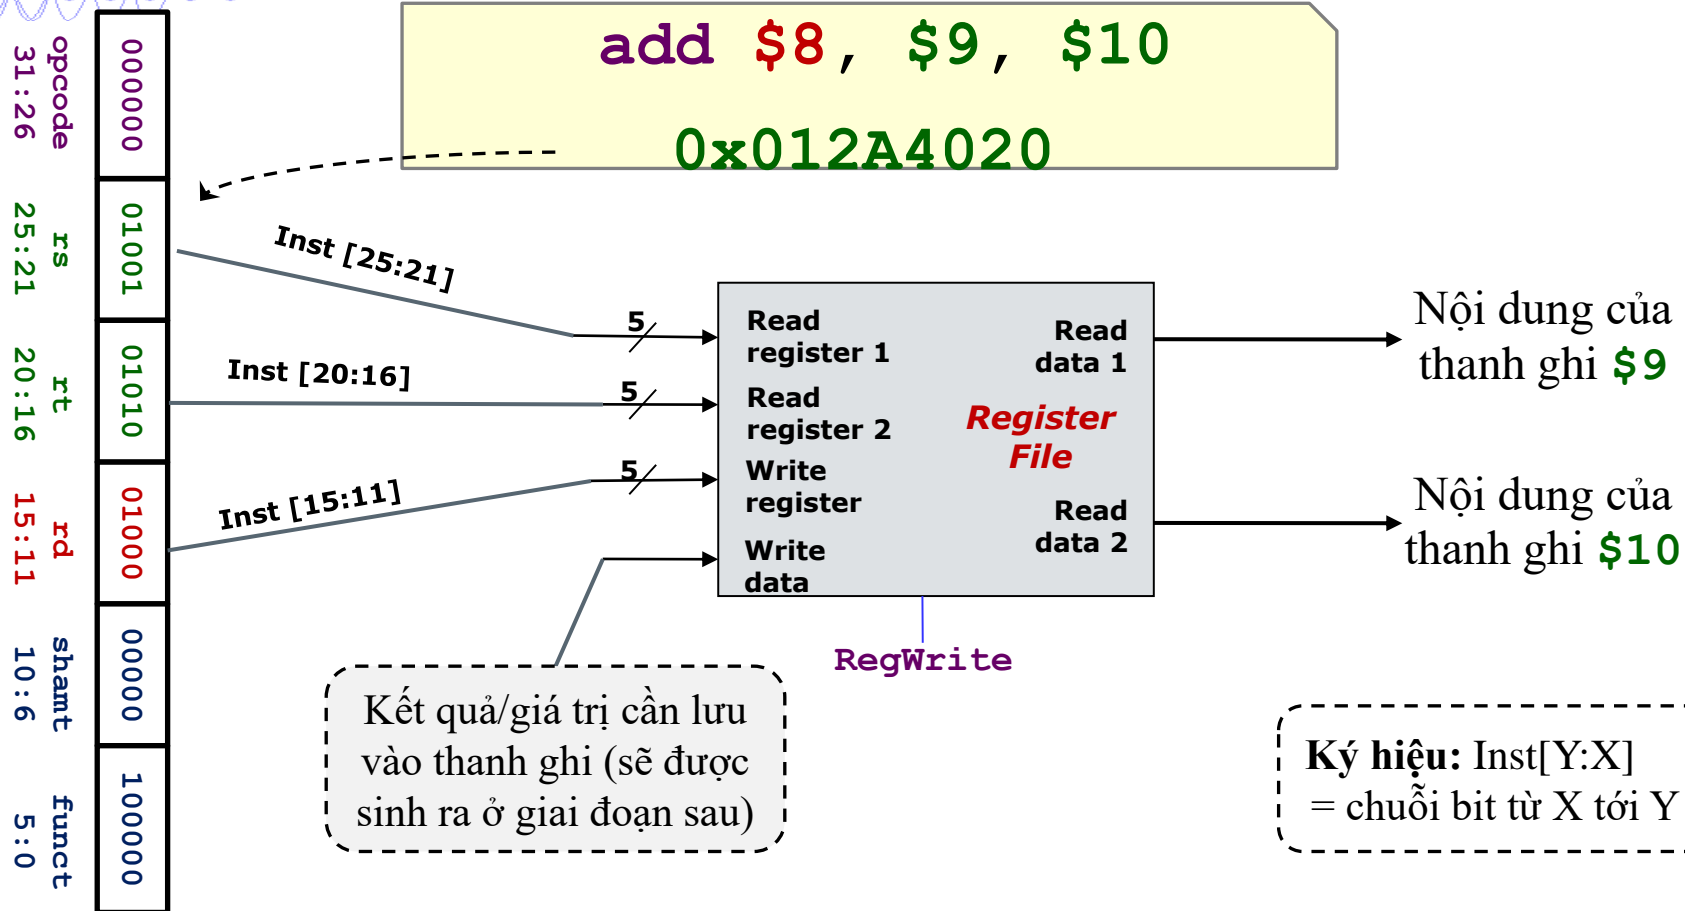 add $8, $9, $10
0x012A4020
opcode
31:26
000000
rs
25:21
01001
rt
20:16
01010
rd
15:11
01000
shamt
10:6
00000
funct
5:0
100000
Inst [25:21]
Inst [20:16]
Inst [15:11]
5
5
5
Read
register 1
Read
register 2
Write
register
Write
data
Read
data 1
Register
File
Read
data 2
RegWrite
Nội dung của
thanh ghi $9
Nội dung của
thanh ghi $10
Kết quả/giá trị cần lưu
vào thanh ghi (sẽ được
sinh ra ở giai đoạn sau)
Ký hiệu: Inst[Y:X]
= chuỗi bit từ X tới Y